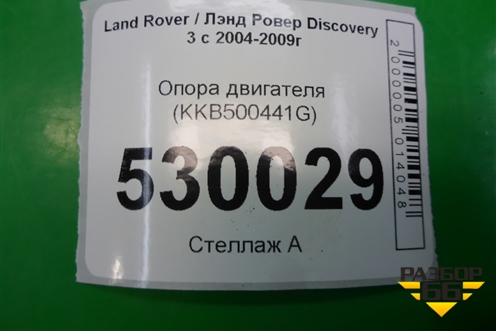 Land Rover / Лэнд Ровер Discovery
3 с 2004-2009г
Опора двигателя
(KKB500441G)
530029
Стеллаж А
2000005014048
РАЗБОР
66